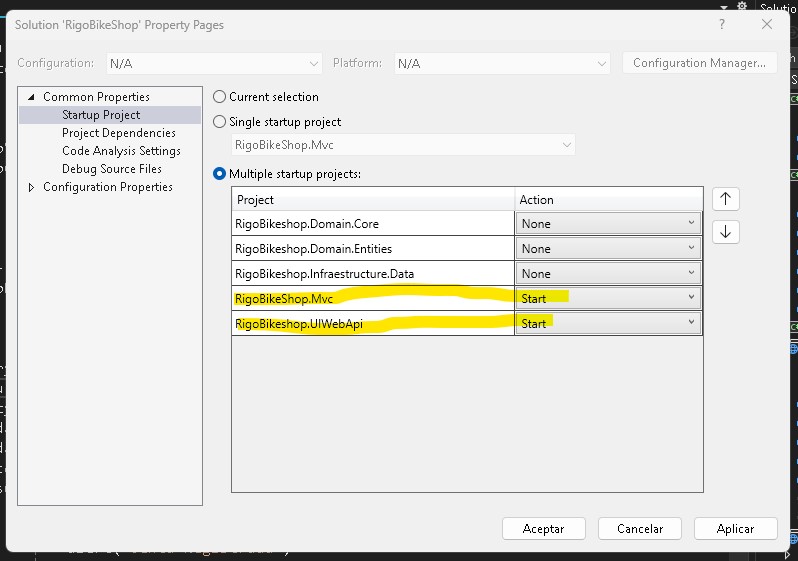 Solution
Solution 'RigoBikeShop' Property Pages
?
Configuration: N/A Platform: N/A Configuration Manager...
Common Properties
Startup Project
Project Dependencies
Code Analysis Settings
Debug Source Files
Configuration Properties
Current selection
Single startup project
RigoBikeShop.Mvc
Multiple startup projects:
Project Action
RigoBikeshop.Domain.Core None
RigoBikeshop.Domain.Entities None
RigoBikeshop.Infraestructure.Data None
RigoBikeShop.Mvc Start
RigoBikeshop.UIWebApi Start
Aceptar Cancelar Aplicar